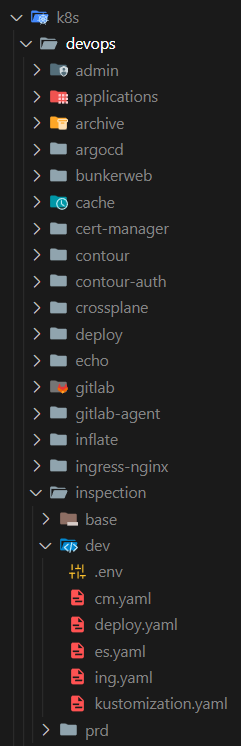 k8s
devops
admin
applications
archive
argocd
bunkerweb
cache
cert-manager
contour
contour-auth
crossplane
deploy
echo
gitlab
gitlab-agent
inflate
ingress-nginx
inspection
base
dev
.env
cm.yaml
deploy.yaml
es.yaml
ing.yaml
kustomization.yaml
prd